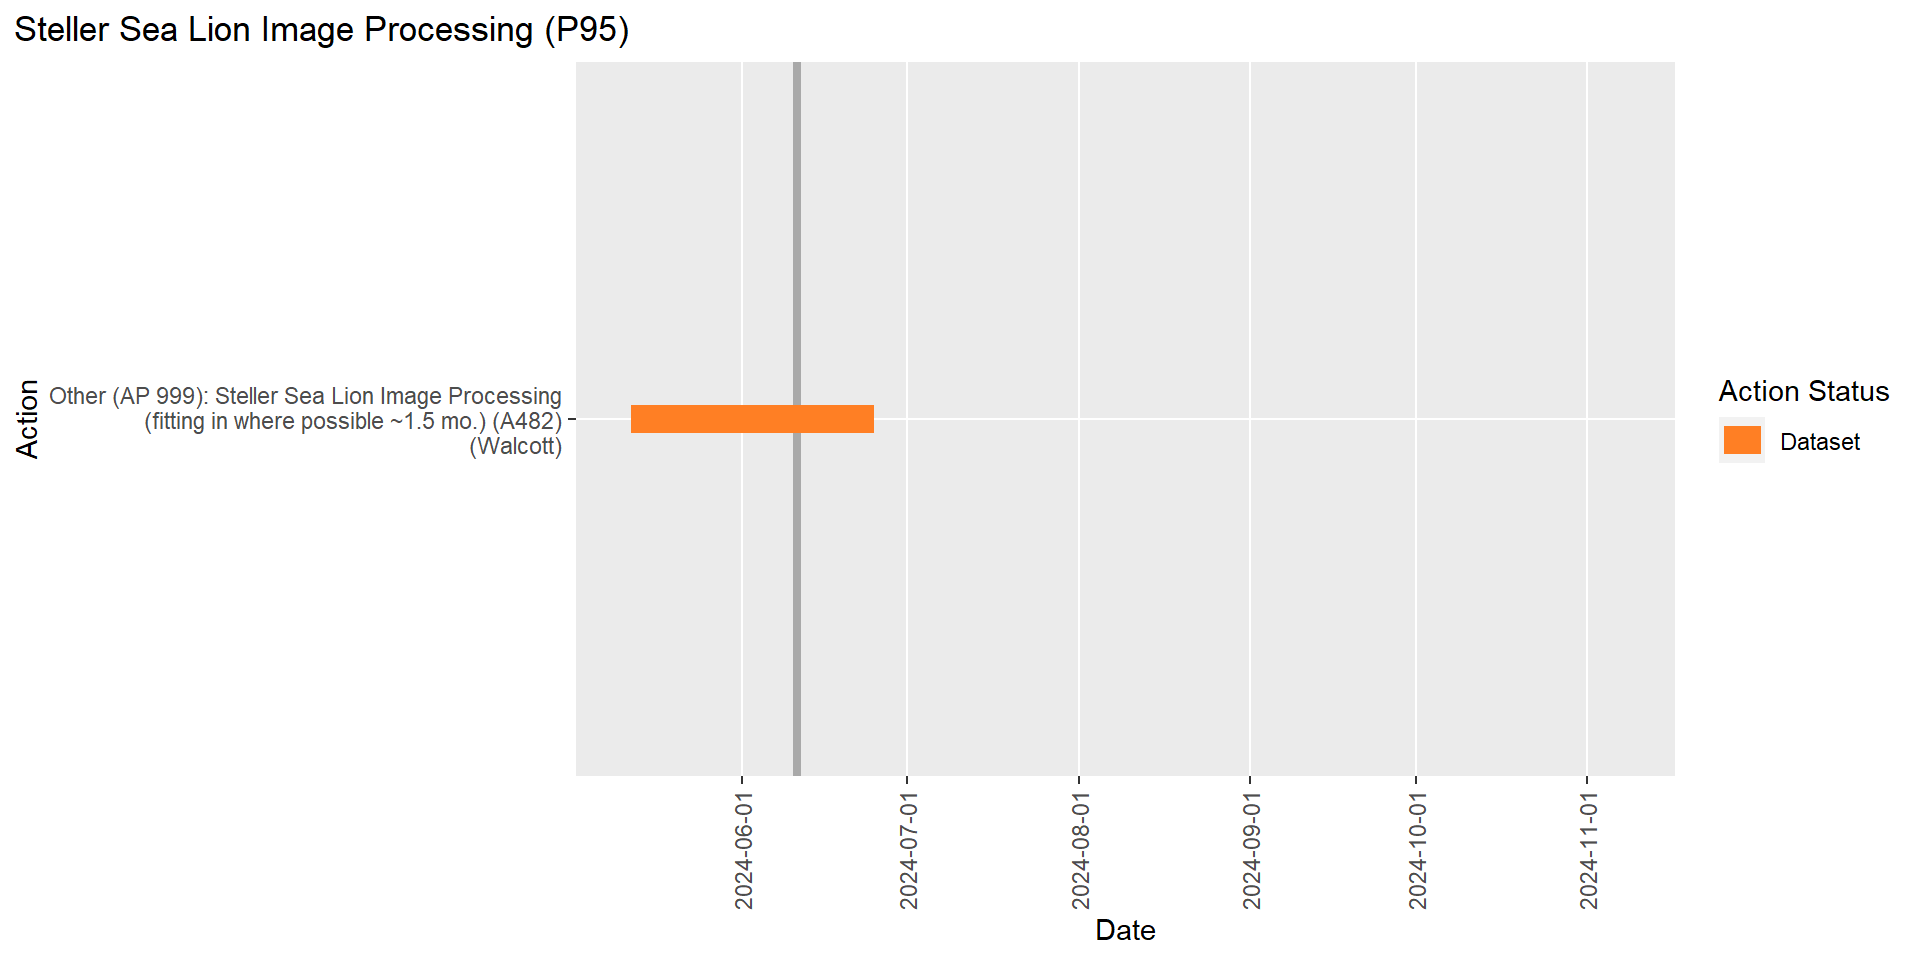 Steller Sea Lion Image Processing (P95)
Action
Other (AP 999): Steller Sea Lion Image Processing
(fitting in where possible ~1.5 mo.) (A482)
(Walcott)
Action Status
Dataset
2024-06-01
2024-07-01
2024-08-01
2024-09-01
2024-10-01
2024-11-01
Date